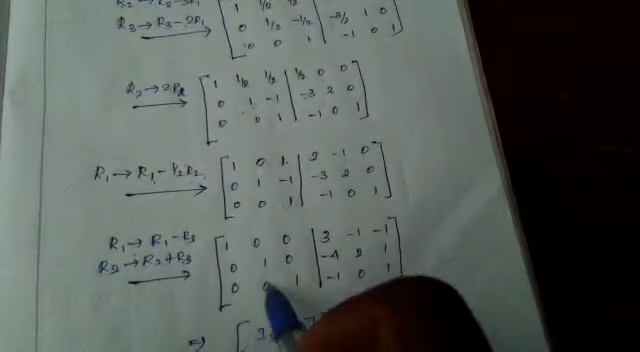 R₂→R₂-3R₁ 1 1/2 1/2
R₃→R₃-2R₁ 0 1/2 -1/2 -3/2 1 0
0 0 1 -1 0 1
1 1/2 1/2 1/2 0 0
R₂→2R₂ 0 1 -1 -3 2 0
0 0 1 -1 0 1
1 0 1 2 -1 0
R₁→R₁-1/2R₂ 0 1 -1 -3 2 0
0 0 1 -1 0 1
R₁→R₁-R₃ 1 0 0 3 -1 -1
R₂→R₂+R₃ 0 1 0 -4 2 1
0 0 1 -1 0 1
⇒ [